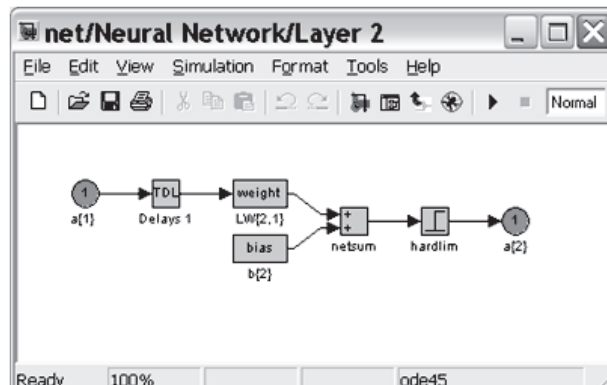 net/Neural Network/Layer 2
File Edit View Simulation Format Tools Help
Normal
1 TDL weight
a{1} Delays 1 LW{2,1}
+
+
1
bias netsum hardlim a{2}
b{2}
Ready 100% ode45